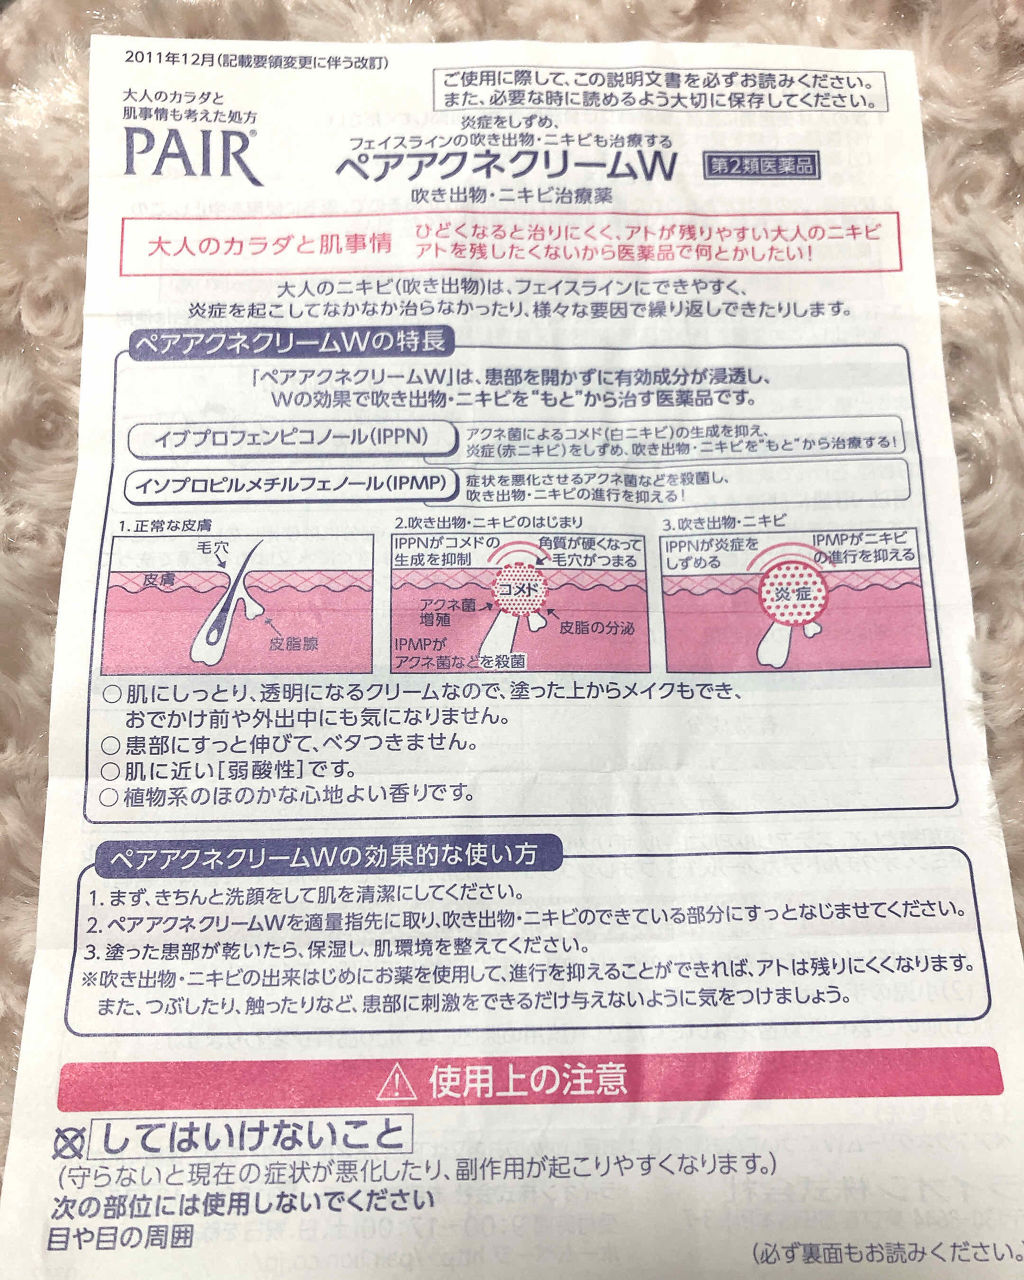 2011年12月(記載要領変更に伴う改訂)
ご使用に際して、この説明文書を必ずお読みください。
また、必要な時に読めるよう大切に保存してください。
大人のカラダと
肌事情も考えた処方
PAIR®
炎症をしずめ、
フェイスラインの吹き出物・ニキビも治療する
ペアアクネクリームW
第2類医薬品
吹き出物・ニキビ治療薬
大人のカラダと肌事情
ひどくなると治りにくく、アトが残りやすい大人のニキビ
アトを残したくないから医薬品で何とかしたい!
大人のニキビ(吹き出物)は、フェイスラインにできやすく、
炎症を起こしてなかなか治らなかったり、様々な要因で繰り返しできたりします。
ペアアクネクリームWの特長
「ペアアクネクリームW」は、患部を開かずに有効成分が浸透し、
Wの効果で吹き出物・ニキビを“もと”から治す医薬品です。
イブプロフェンピコノール(IPPN)
アクネ菌によるコメド(白ニキビ)の生成を抑え、
炎症(赤ニキビ)をしずめ、吹き出物・ニキビを“もと”から治療する!
イソプロピルメチルフェノール(IPMP)
症状を悪化させるアクネ菌などを殺菌し、
吹き出物・ニキビの進行を抑える!
1.正常な皮膚
毛穴
皮膚
皮脂腺
2.吹き出物・ニキビのはじまり
IPPNがコメドの
生成を抑制
角質が硬くなって
毛穴がつまる
コメド
アクネ菌
増殖
皮脂の分泌
IPMPが
アクネ菌などを殺菌
3.吹き出物・ニキビ
IPPNが炎症を
しずめる
IPMPがニキビ
の進行を抑える
炎症
○肌にしっとり、透明になるクリームなので、塗った上からメイクもでき、
おでかけ前や外出中にも気になりません。
○患部にすっと伸びて、ベタつきません。
○肌に近い[弱酸性]です。
○植物系のほのかな心地よい香りです。
ペアアクネクリームWの効果的な使い方
1.まず、きちんと洗顔をして肌を清潔にしてください。
2.ペアアクネクリームWを適量指先に取り、吹き出物・ニキビのできている部分にすっとなじませてください。
3.塗った患部が乾いたら、保湿し、肌環境を整えてください。
※吹き出物・ニキビの出来はじめにお薬を使用して、進行を抑えることができれば、アトは残りにくくなります。
また、つぶしたり、触ったりなど、患部に刺激をできるだけ与えないように気をつけましょう。
⚠使用上の注意
してはいけないこと
(守らないと現在の症状が悪化したり、副作用が起こりやすくなります。)
次の部位には使用しないでください
目や目の周囲
(必ず裏面もお読みください。)